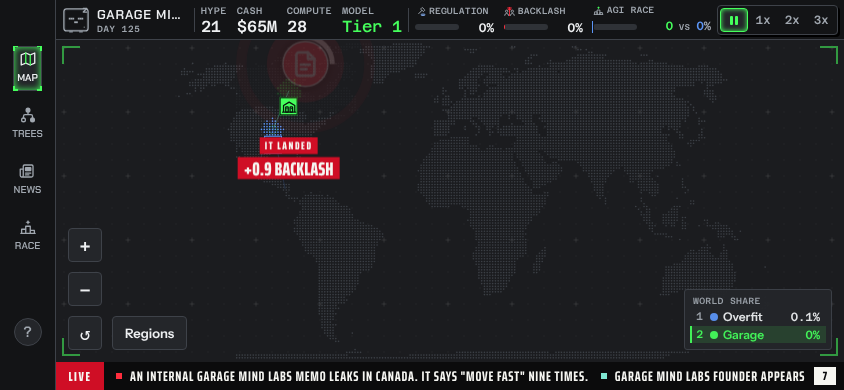 GARAGE MI...
DAY 125
HYPE
21
CASH
$65M
COMPUTE
28
MODEL
Tier 1
REGULATION
0%
BACKLASH
0%
AGI RACE
0 vs 0%
1x
2x
3x
MAP
TREES
NEWS
RACE
?
IT LANDED
+0.9 BACKLASH
+
−
↺
Regions
WORLD SHARE
1 Overfit 0.1%
2 Garage 0%
LIVE
AN INTERNAL GARAGE MIND LABS MEMO LEAKS IN CANADA. IT SAYS "MOVE FAST" NINE TIMES.
GARAGE MIND LABS FOUNDER APPEARS
7